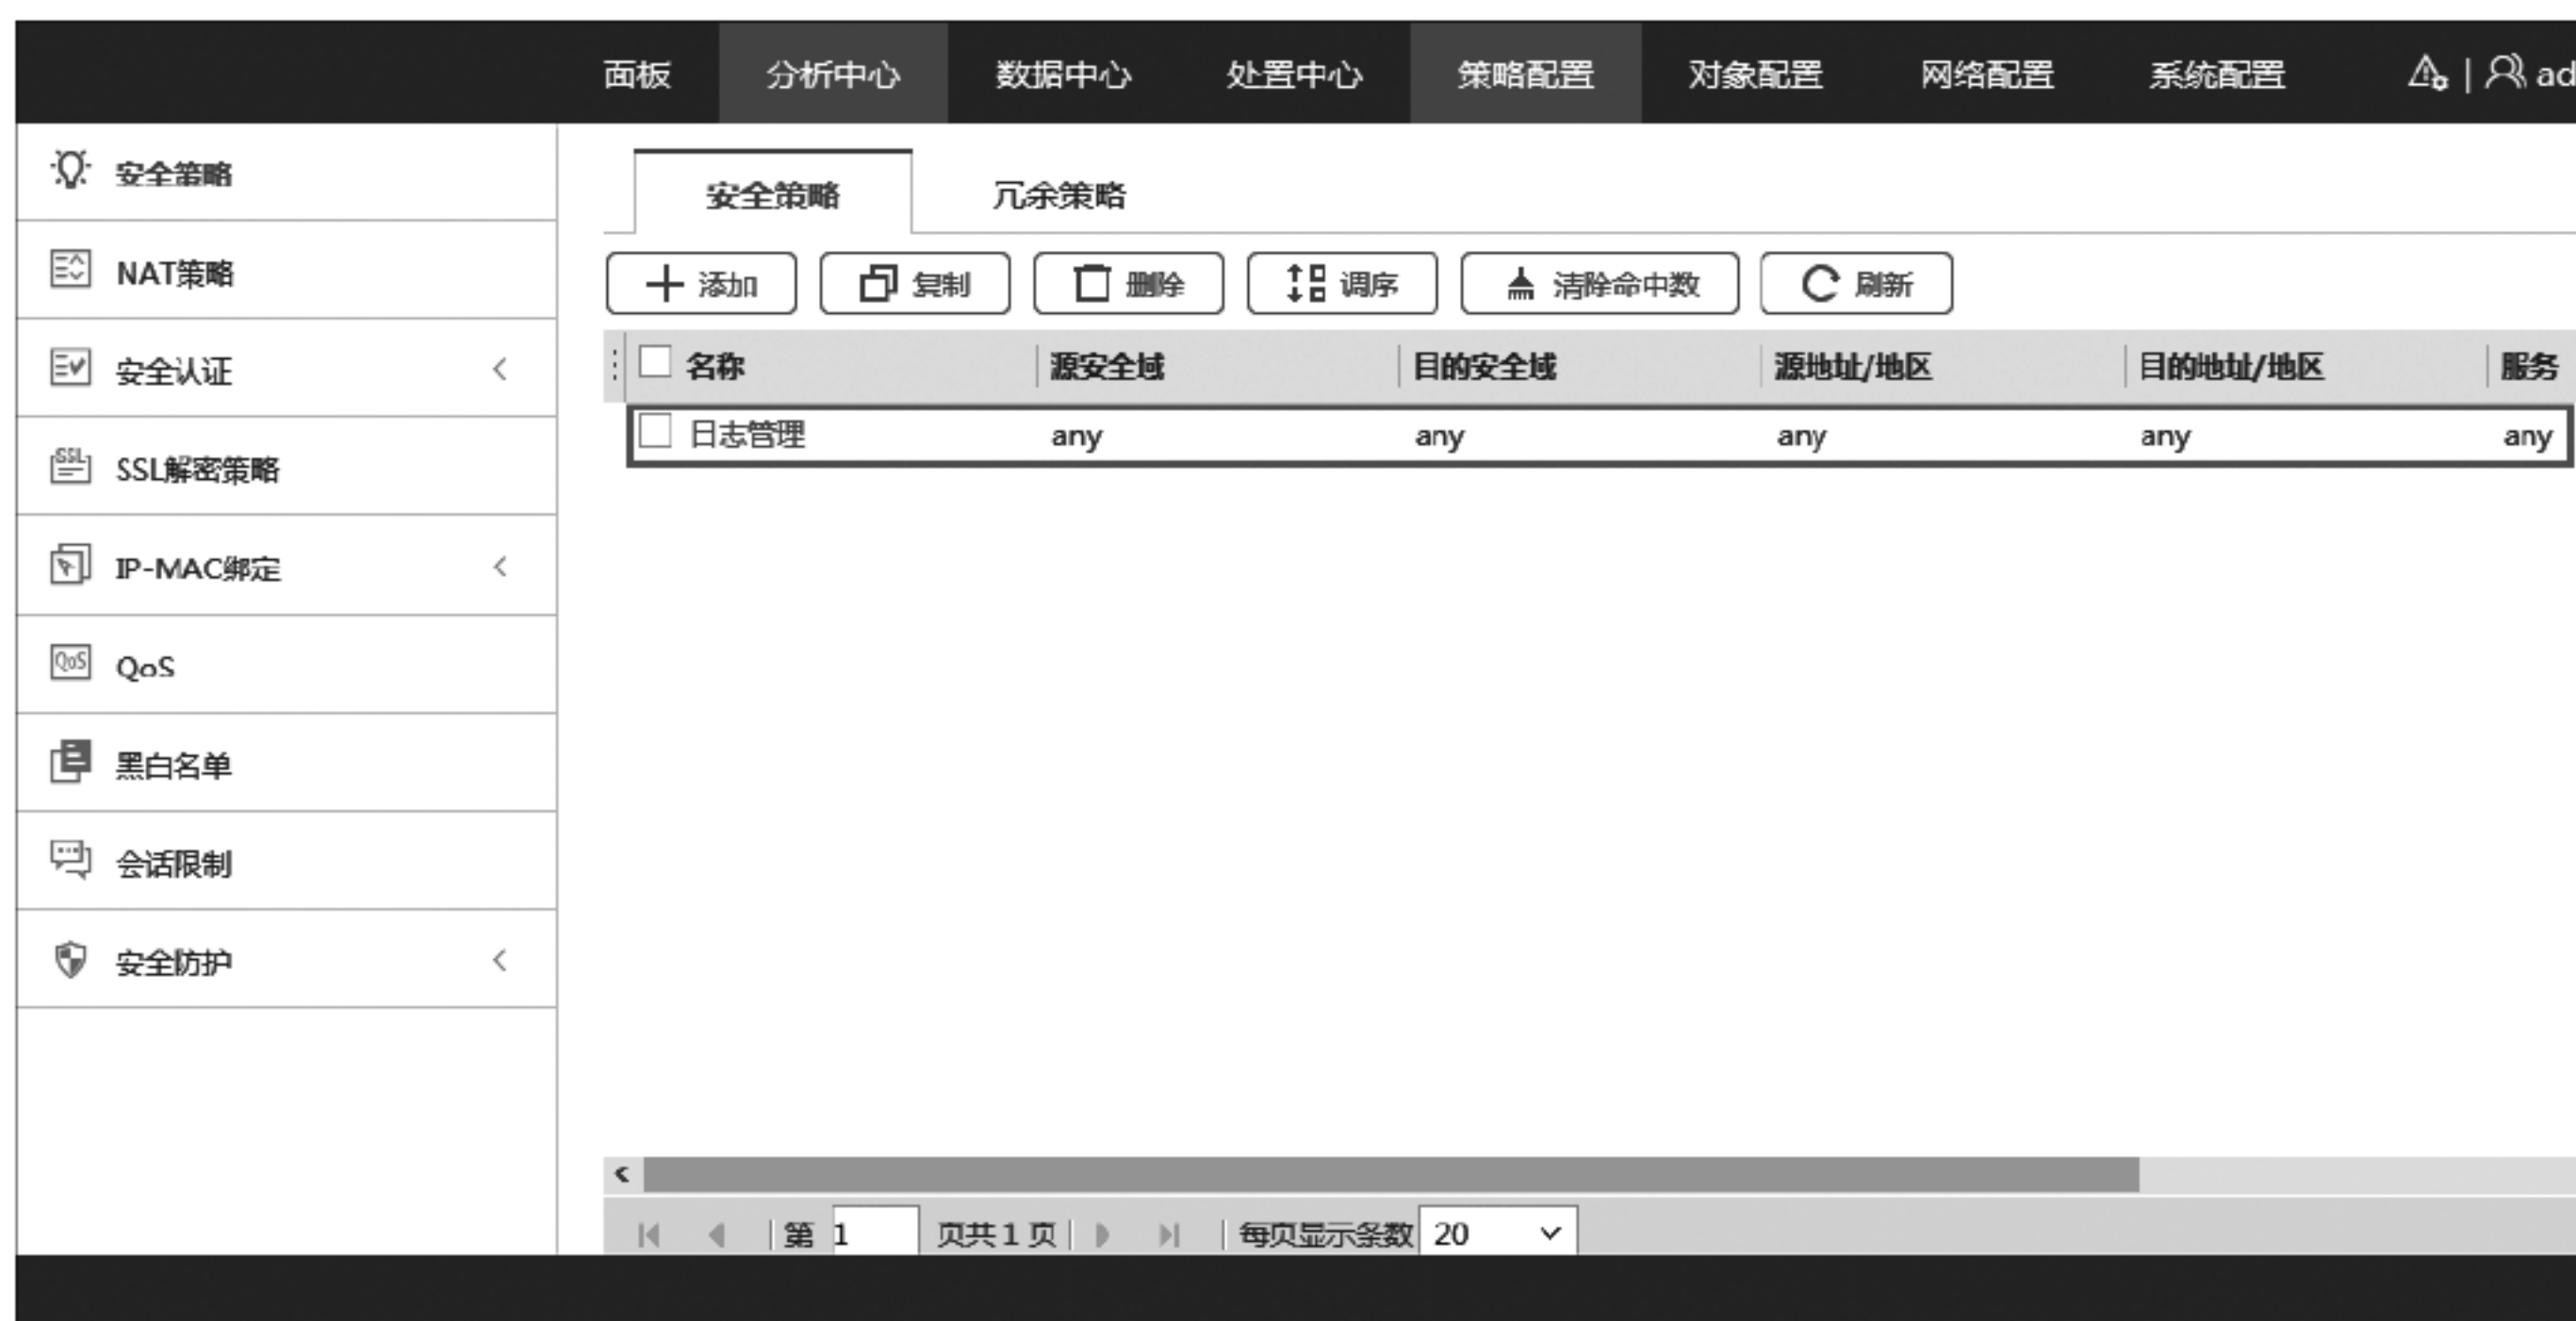 面板 分析中心 数据中心 处置中心 策略配置 对象配置 网络配置 系统配置 | ad
安全策略
NAT策略
安全认证
SSL解密策略
IP-MAC绑定
QoS
黑白名单
会话限制
安全防护
安全策略 冗余策略
添加 复制 删除 调序 清除命中数 刷新
名称 源安全域 目的安全域 源地址/地区 目的地址/地区 服务
日志管理 any any any any any
第 1 页共 1 页 每页显示条数 20